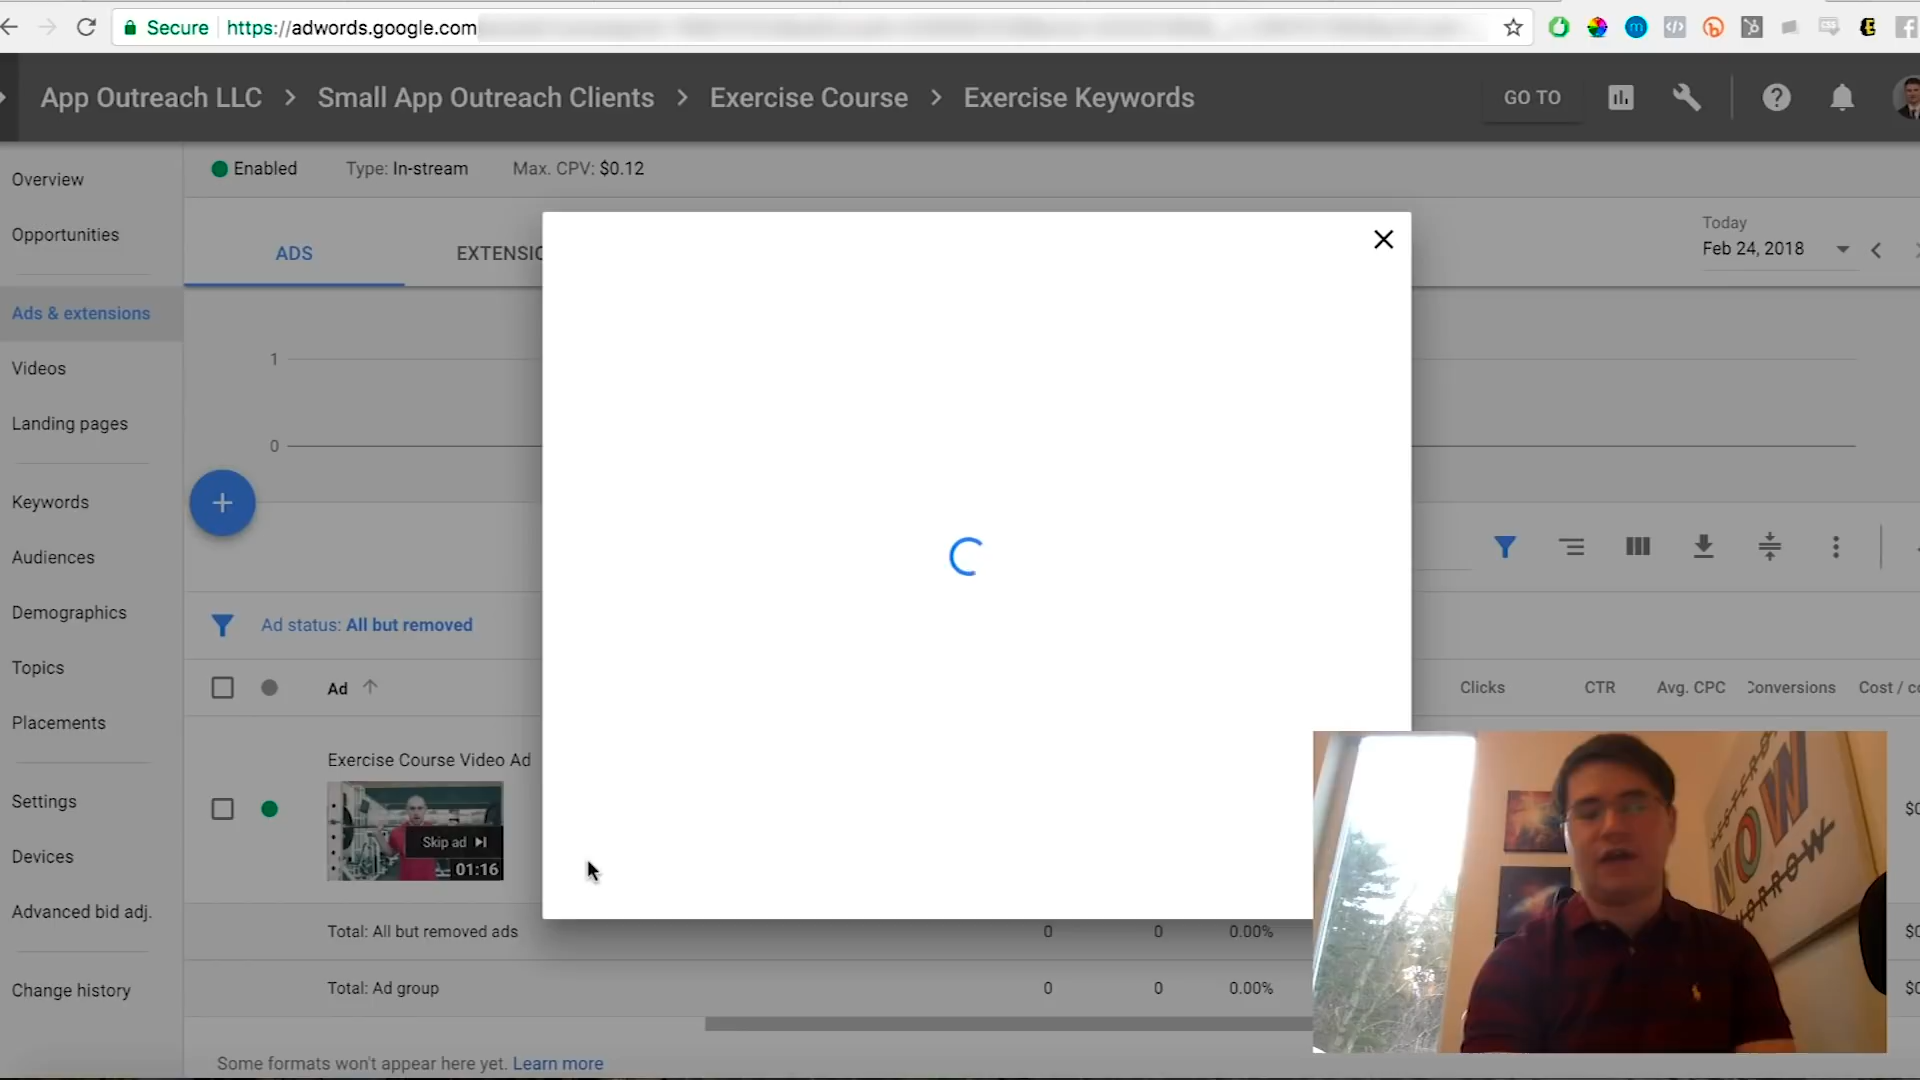 Secure https://adwords.google.com
App Outreach LLC > Small App Outreach Clients > Exercise Course > Exercise Keywords GO TO
Overview
Opportunities
Ads & extensions
Videos
Landing pages
Keywords
Audiences
Demographics
Topics
Placements
Settings
Devices
Advanced bid adj.
Change history
Enabled Type: In-stream Max. CPV: $0.12
ADS EXTENSIO
Today
Feb 24, 2018
1
0
Ad status: All but removed
Ad Clicks CTR Avg. CPC Conversions Cost / co
Exercise Course Video Ad
Skip ad
01:16
Total: All but removed ads 0 0 0.00%
Total: Ad group 0 0 0.00%
Some formats won't appear here yet. Learn more
NOW